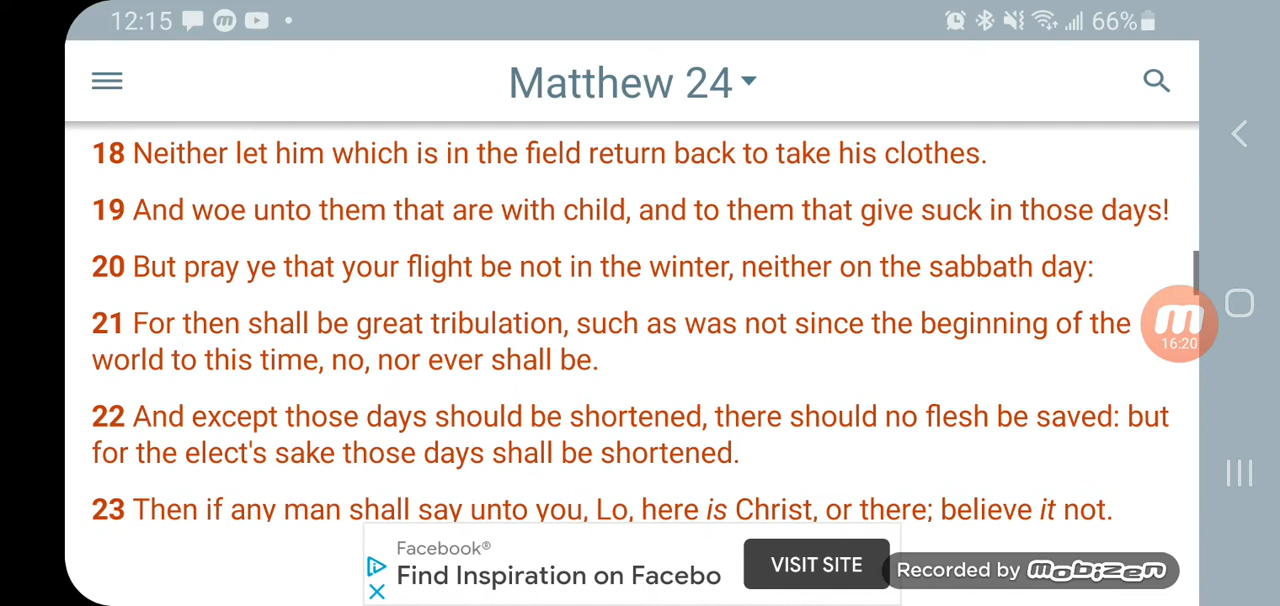 12:15 66%
Matthew 24
18 Neither let him which is in the field return back to take his clothes.
19 And woe unto them that are with child, and to them that give suck in those days!
20 But pray ye that your flight be not in the winter, neither on the sabbath day:
21 For then shall be great tribulation, such as was not since the beginning of the
world to this time, no, nor ever shall be.
m
16:20
22 And except those days should be shortened, there should no flesh be saved: but
for the elect's sake those days shall be shortened.
23 Then if any man shall say unto you, Lo, here is Christ, or there; believe it not.
Facebook®
Find Inspiration on Facebo
VISIT SITE
Recorded by mobizen